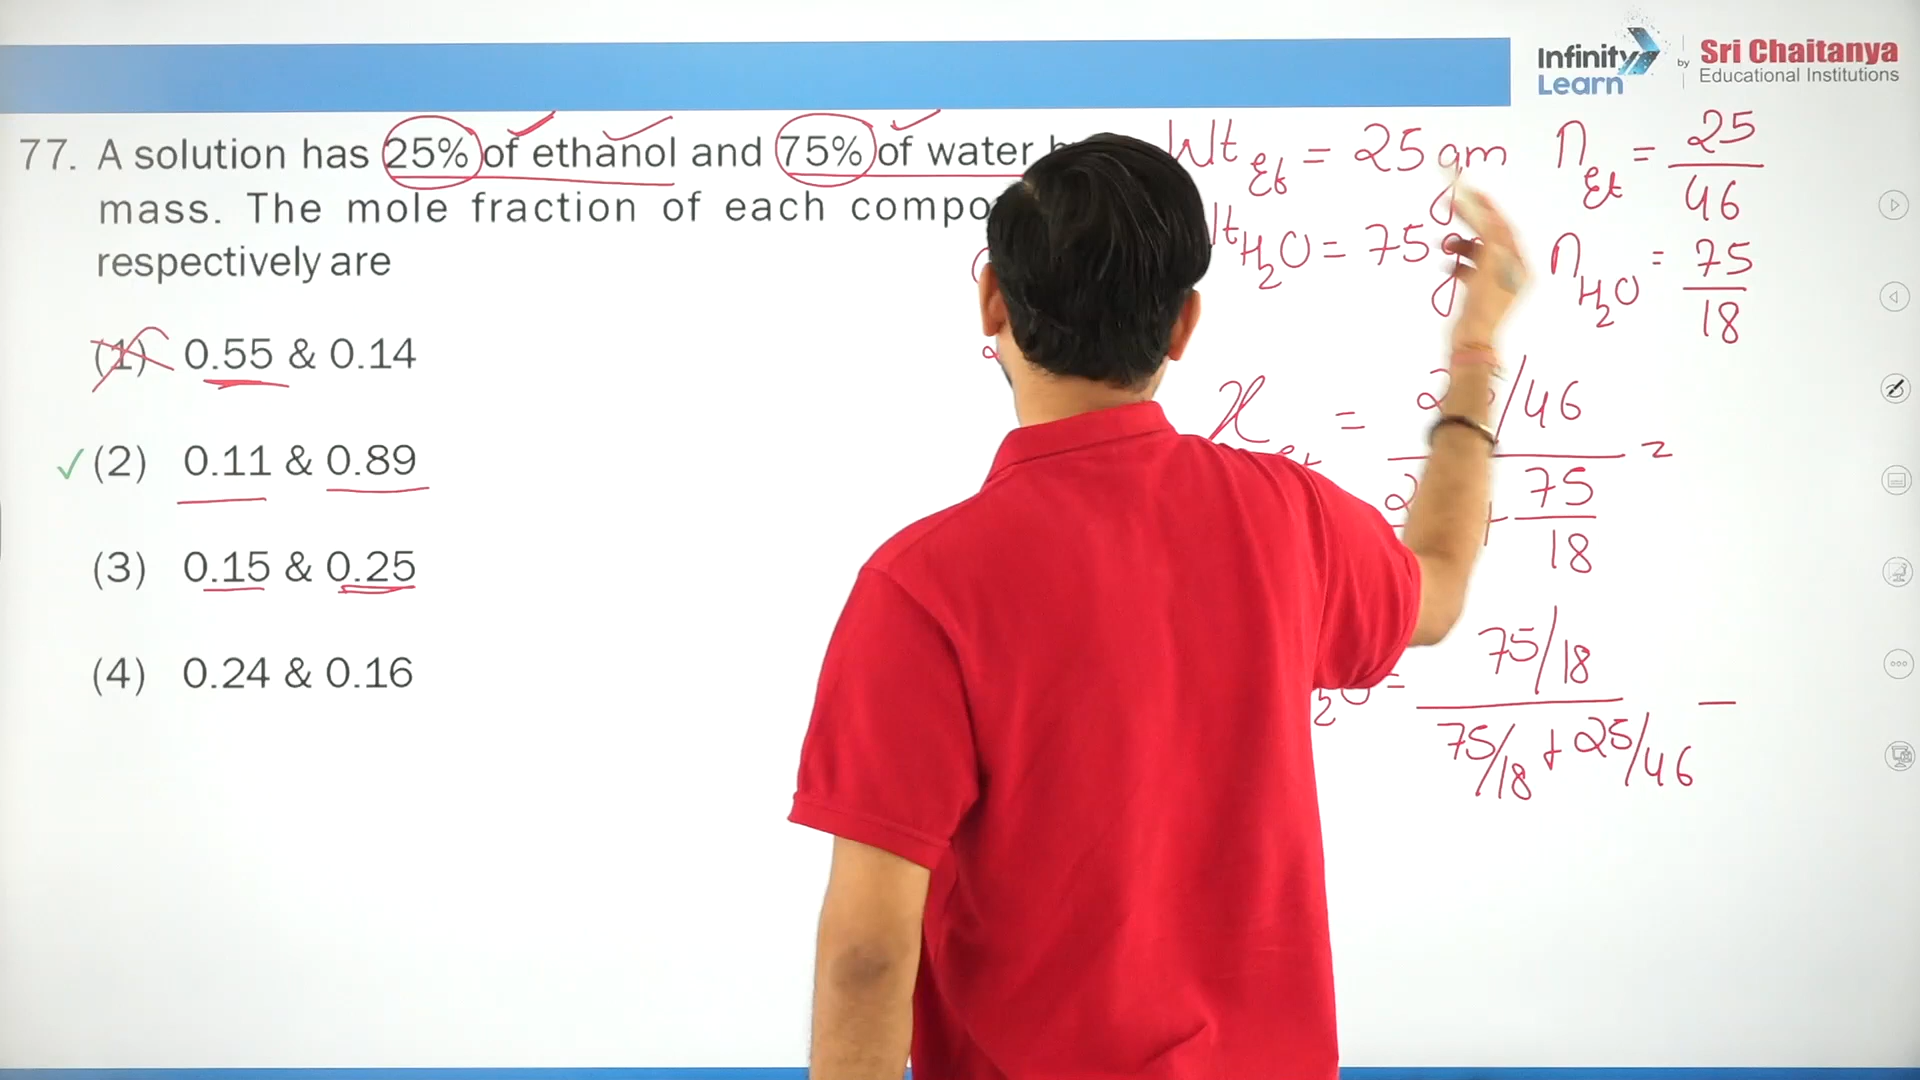 Infinity Learn by Sri Chaitanya Educational Institutions
77. A solution has 25% of ethanol and 75% of water
mass. The mole fraction of each compo
respectively are
(1) 0.55 & 0.14
✓ (2) 0.11 & 0.89
(3) 0.15 & 0.25
(4) 0.24 & 0.16
Wt Et = 25 gm
n Et = 25/46
H2O = 75 g
n H2O = 75/18
x = /46
75
18
=
2 = 75/18
75/18 + 25/46